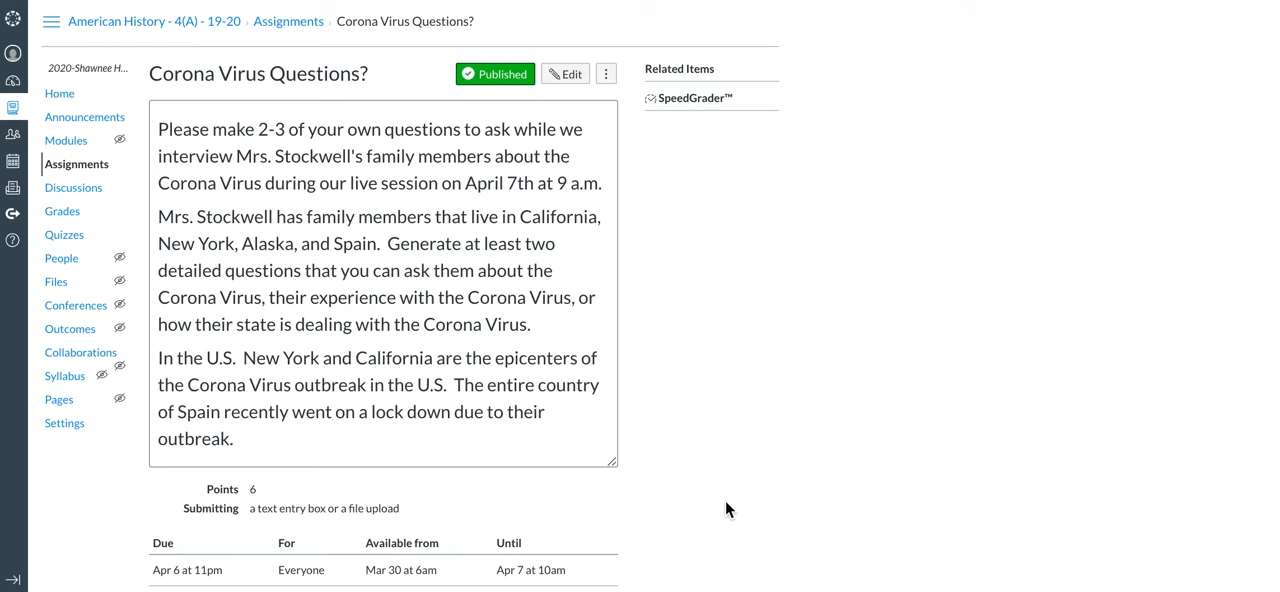 American History - 4(A) - 19-20 › Assignments › Corona Virus Questions?
2020-Shawnee H...
Home
Announcements
Modules
Assignments
Discussions
Grades
Quizzes
People
Files
Conferences
Outcomes
Collaborations
Syllabus
Pages
Settings
Corona Virus Questions?
Published
Edit
Please make 2-3 of your own questions to ask while we
interview Mrs. Stockwell's family members about the
Corona Virus during our live session on April 7th at 9 a.m.
Mrs. Stockwell has family members that live in California,
New York, Alaska, and Spain.  Generate at least two
detailed questions that you can ask them about the
Corona Virus, their experience with the Corona Virus, or
how their state is dealing with the Corona Virus.
In the U.S.  New York and California are the epicenters of
the Corona Virus outbreak in the U.S.  The entire country
of Spain recently went on a lock down due to their
outbreak.
Points 6
Submitting a text entry box or a file upload
Due For Available from Until
Apr 6 at 11pm Everyone Mar 30 at 6am Apr 7 at 10am
Related Items
SpeedGrader™